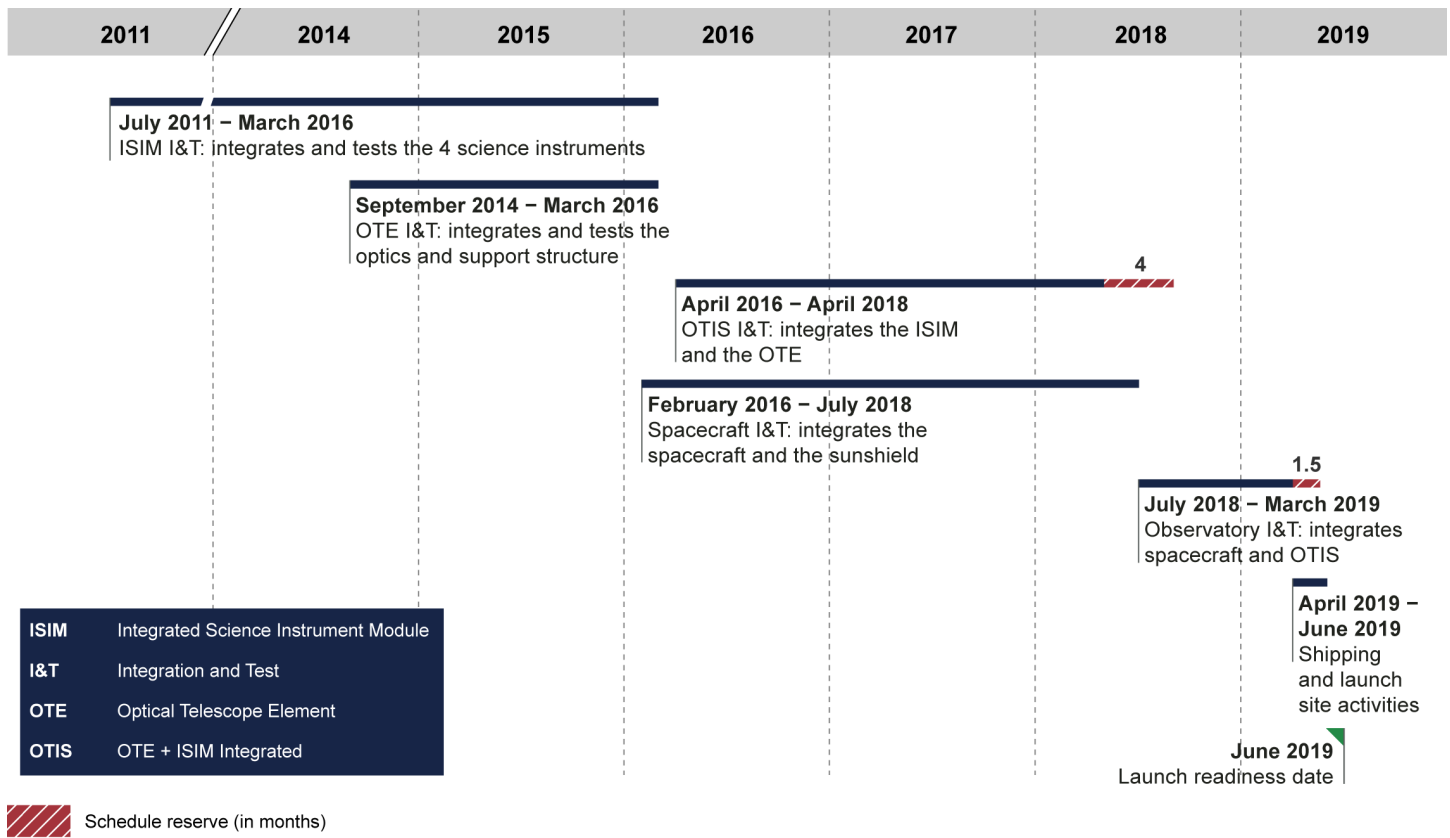 2011 2014 2015 2016 2017 2018 2019
July 2011 – March 2016
ISIM I&T: integrates and tests the 4 science instruments
September 2014 – March 2016
OTE I&T: integrates and tests the
optics and support structure
4
April 2016 – April 2018
OTIS I&T: integrates the ISIM
and the OTE
February 2016 – July 2018
Spacecraft I&T: integrates the
spacecraft and the sunshield
1.5
July 2018 – March 2019
Observatory I&T: integrates
spacecraft and OTIS
April 2019 –
June 2019
Shipping
and launch
site activities
June 2019
Launch readiness date
ISIM Integrated Science Instrument Module
I&T Integration and Test
OTE Optical Telescope Element
OTIS OTE + ISIM Integrated
Schedule reserve (in months)